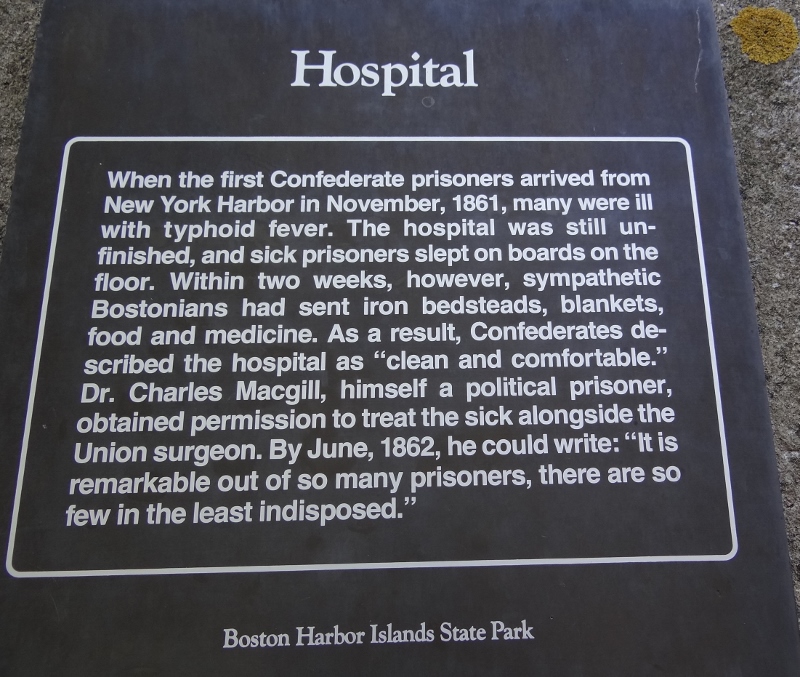 Hospital
When the first Confederate prisoners arrived from
New York Harbor in November, 1861, many were ill
with typhoid fever. The hospital was still un-
finished, and sick prisoners slept on boards on the
floor. Within two weeks, however, sympathetic
Bostonians had sent iron bedsteads, blankets,
food and medicine. As a result, Confederates de-
scribed the hospital as “clean and comfortable.”
Dr. Charles Macgill, himself a political prisoner,
obtained permission to treat the sick alongside the
Union surgeon. By June, 1862, he could write: “It is
remarkable out of so many prisoners, there are so
few in the least indisposed.”
Boston Harbor Islands State Park